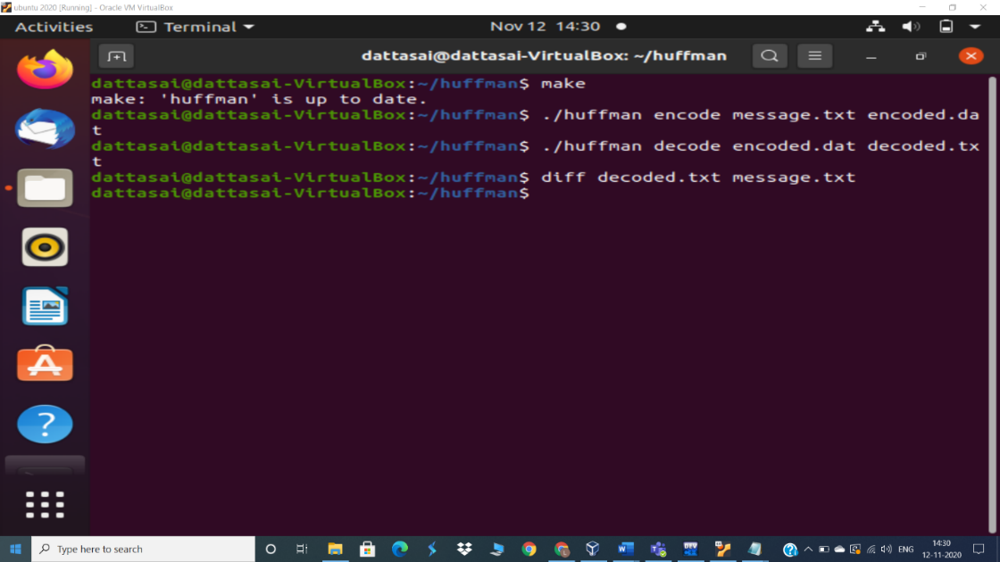 ubuntu 2020 [Running] - Oracle VM VirtualBox
Activities Terminal Nov 12 14:30
dattasai@dattasai-VirtualBox: ~/huffman
dattasai@dattasai-VirtualBox:~/huffman$ make
make: 'huffman' is up to date.
dattasai@dattasai-VirtualBox:~/huffman$ ./huffman encode message.txt encoded.da
t
dattasai@dattasai-VirtualBox:~/huffman$ ./huffman decode encoded.dat decoded.tx
t
dattasai@dattasai-VirtualBox:~/huffman$ diff decoded.txt message.txt
dattasai@dattasai-VirtualBox:~/huffman$
Type here to search
ENG
14:30
12-11-2020